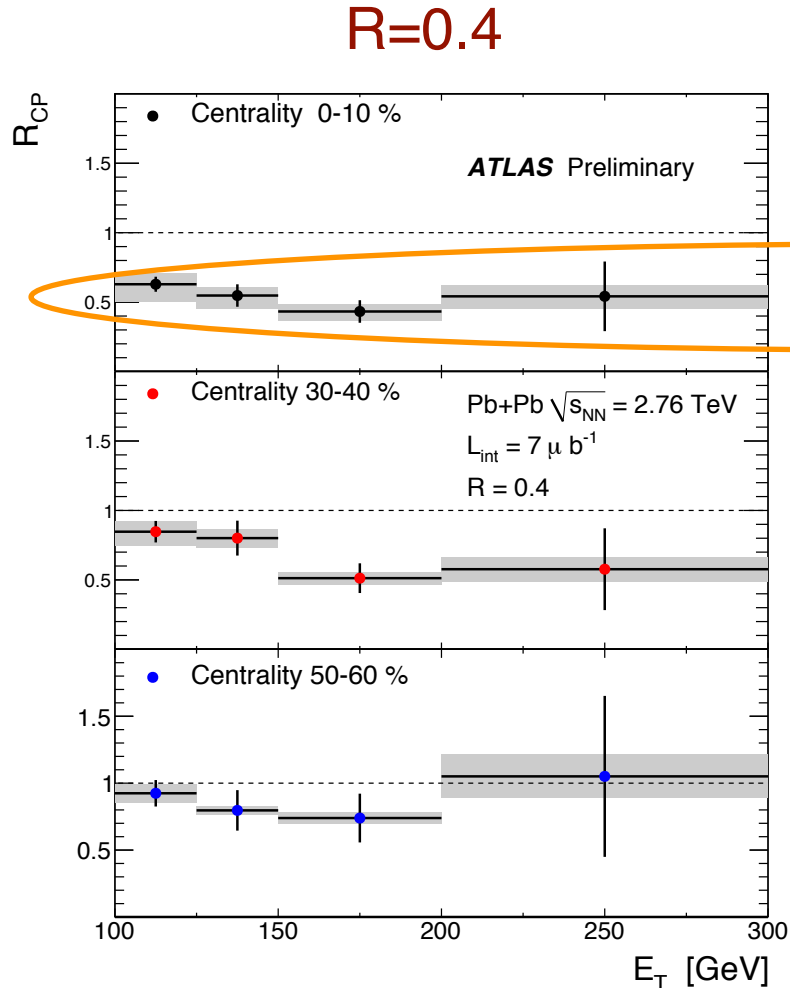 R=0.4
R_CP
Centrality 0-10 %
ATLAS Preliminary
1.5
1
0.5
Centrality 30-40 %
Pb+Pb √s_NN = 2.76 TeV
L_int = 7 μ b^-1
R = 0.4
1.5
1
0.5
Centrality 50-60 %
1.5
1
0.5
100 150 200 250 300
E_T [GeV]